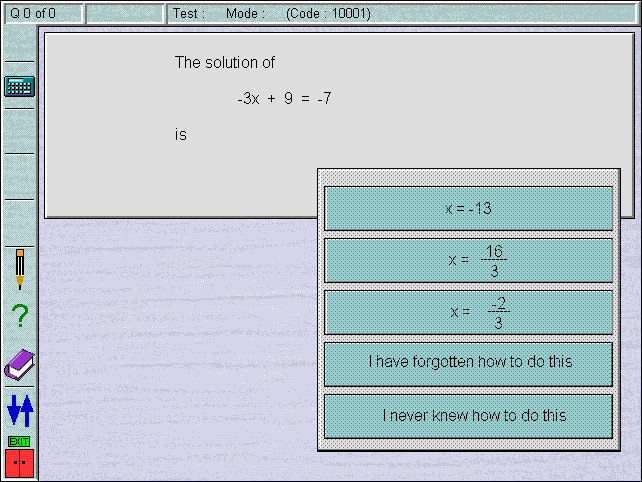 Q 0 of 0
Test : Mode : (Code : 10001)
The solution of
-3x + 9 = -7
is
x = -13
x = 16
3
x = -2
3
I have forgotten how to do this
I never knew how to do this
?
EXIT